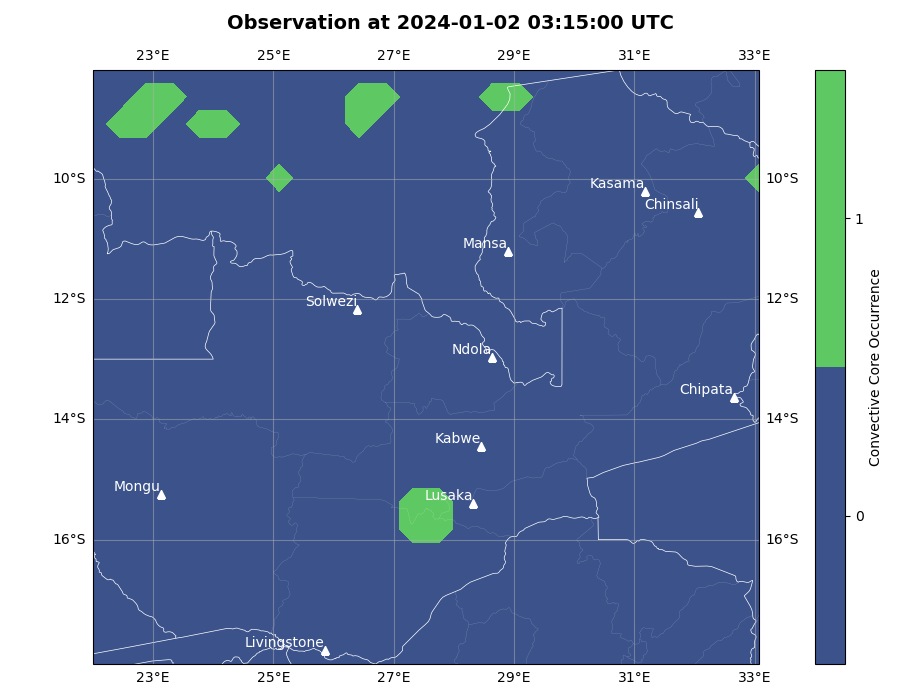 Observation at 2024-01-02 03:15:00 UTC
23°E 25°E 27°E 29°E 31°E 33°E
10°S 10°S
Kasama
Chinsali
1
Mansa
12°S 12°S
Solwezi
Ndola
Convective Core Occurrence
Chipata
14°S 14°S
Kabwe
Mongu
Lusaka
0
16°S 16°S
Livingstone
23°E 25°E 27°E 29°E 31°E 33°E